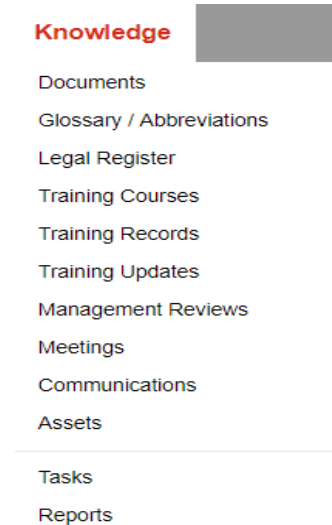 Knowledge
Documents
Glossary / Abbreviations
Legal Register
Training Courses
Training Records
Training Updates
Management Reviews
Meetings
Communications
Assets
Tasks
Reports